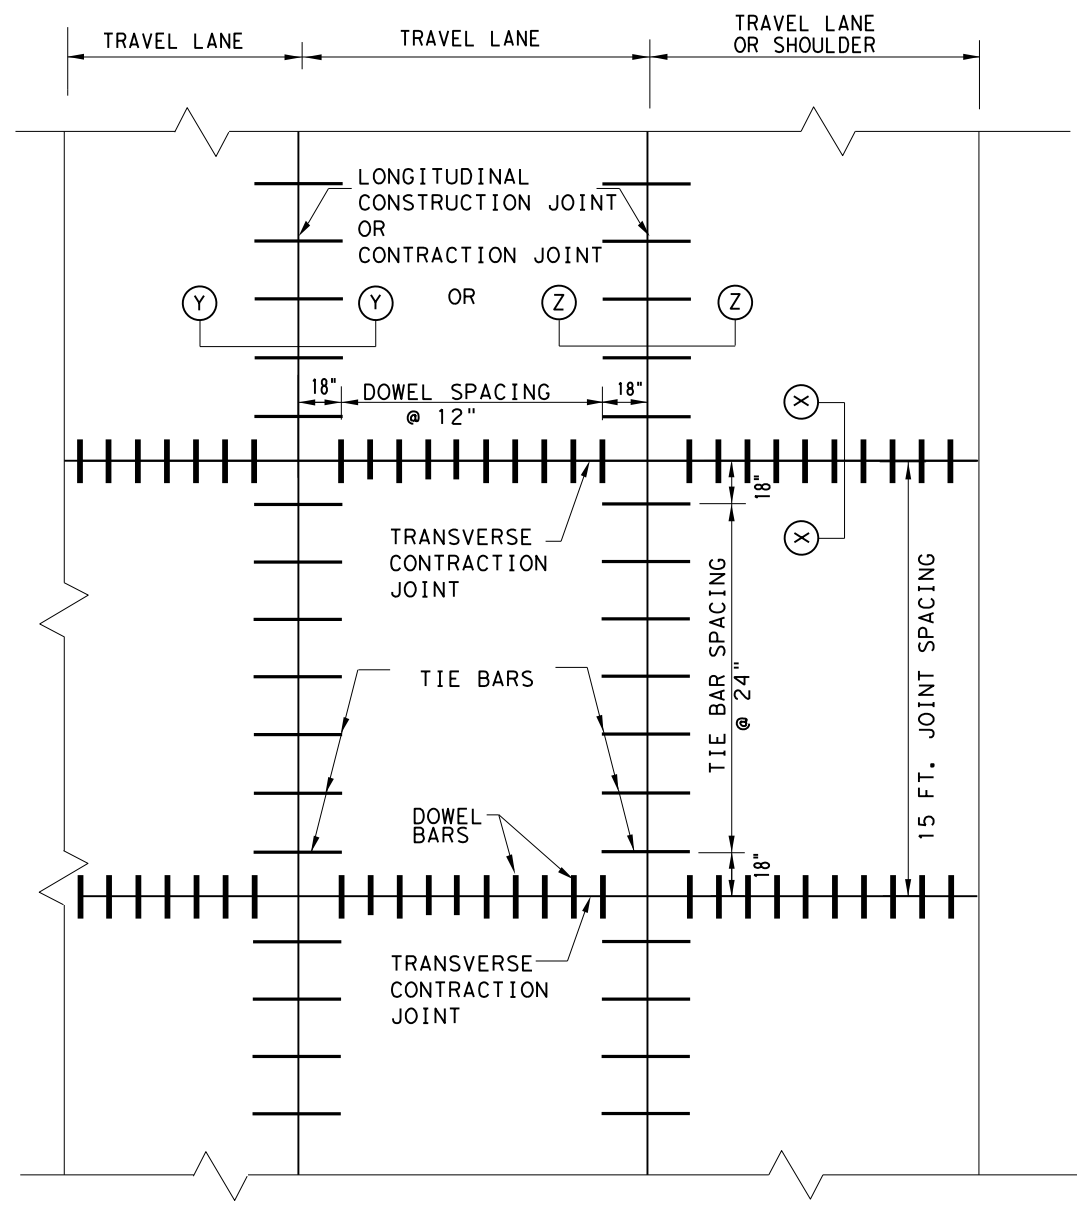 TRAVEL LANE
TRAVEL LANE
TRAVEL LANE
OR SHOULDER
LONGITUDINAL
CONSTRUCTION JOINT
OR
CONTRACTION JOINT
Y
Y
OR
Z
Z
18"
DOWEL SPACING
@ 12"
18"
X
18"
TRANSVERSE
CONTRACTION
JOINT
X
TIE BAR SPACING
@ 24"
15 FT. JOINT SPACING
TIE BARS
DOWEL
BARS
18"
TRANSVERSE
CONTRACTION
JOINT